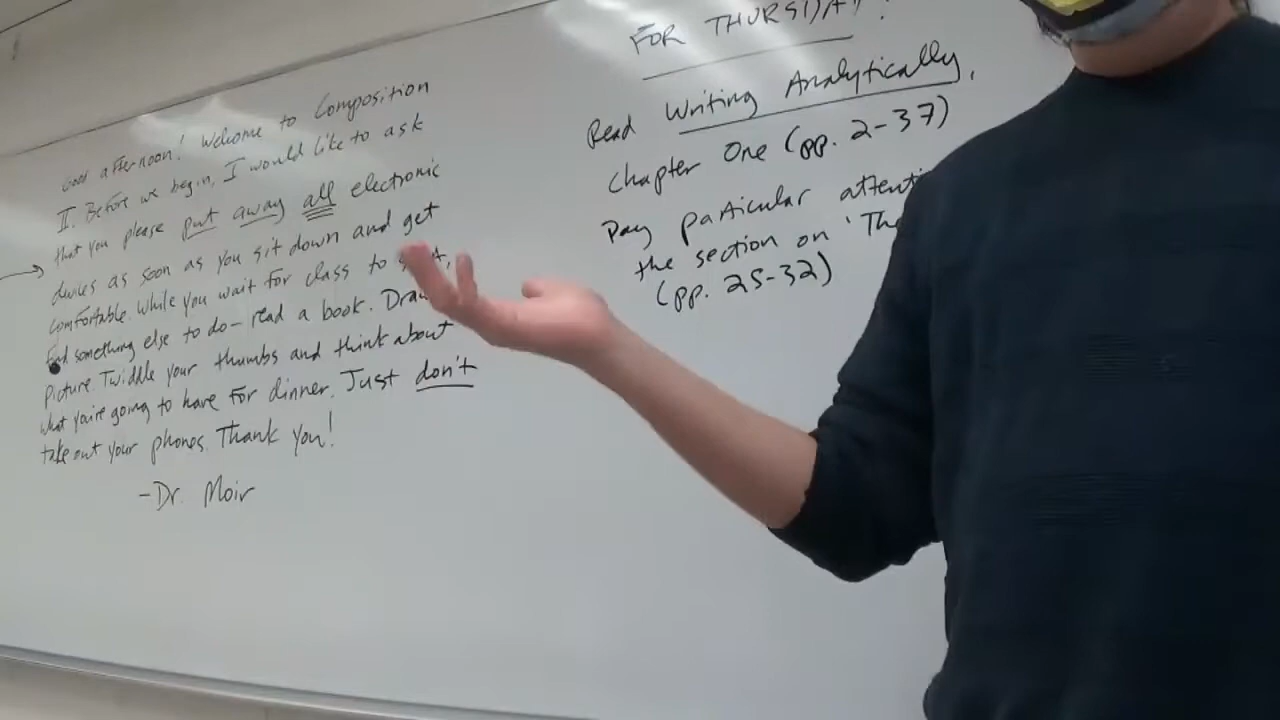 Good afternoon! Welcome to Composition
II. Before we begin, I would like to ask
that you please put away all electronic
devices as soon as you sit down and get
comfortable. While you wait for class to
find something else to do- read a book. Draw
picture. Twiddle your thumbs and think about
what you're going to have for dinner. Just don't
take out your phones. Thank you!
-Dr. Moir
FOR THURSDAY:
Read Writing Analytically,
Chapter One (pp. 2-37)
Pay particular
the section on
(pp. 25-32)